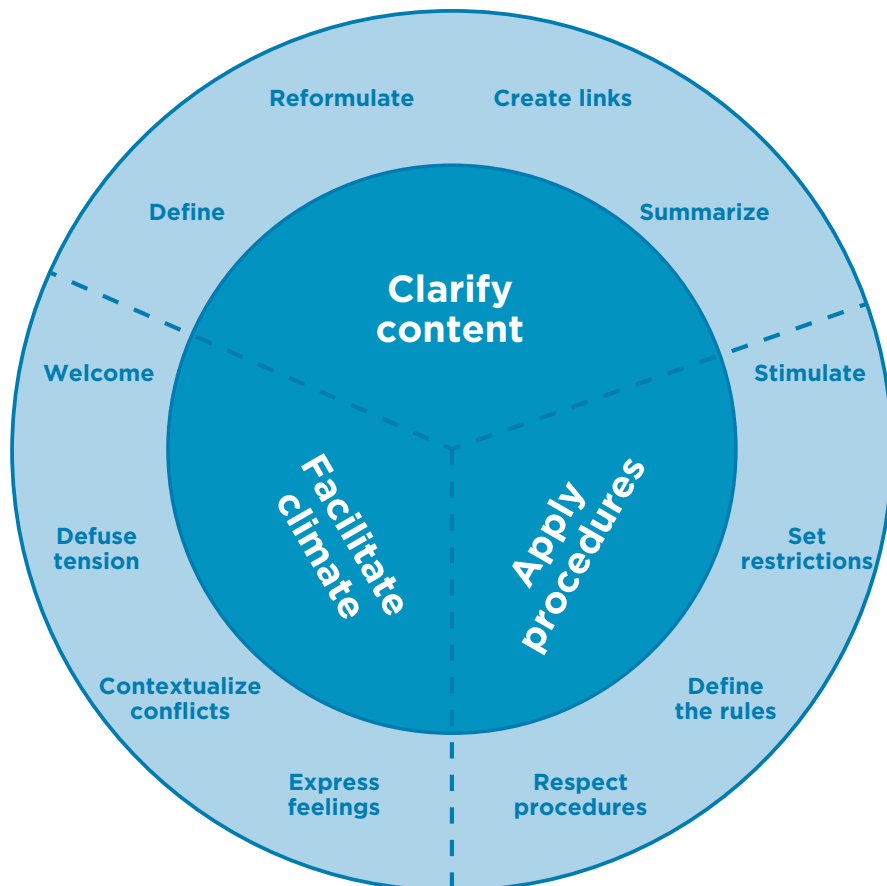 Reformulate
Create links
Define
Summarize
Clarify
content
Welcome
Stimulate
Facilitate
climate
Apply
procedures
Defuse
tension
Set
restrictions
Contextualize
conflicts
Define
the rules
Express
feelings
Respect
procedures